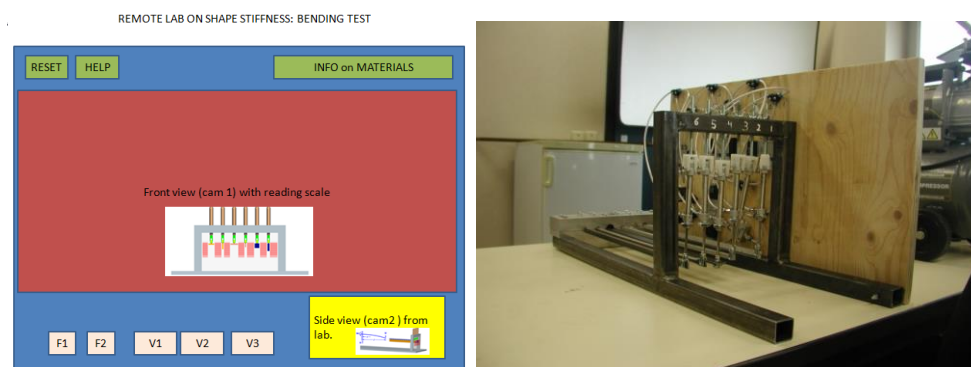 REMOTE LAB ON SHAPE STIFFNESS: BENDING TEST
RESET
HELP
INFO on MATERIALS
Front view (cam 1) with reading scale
Side view (cam2 ) from
lab.
F1
F2
V1
V2
V3
6 5 4 3 2 1